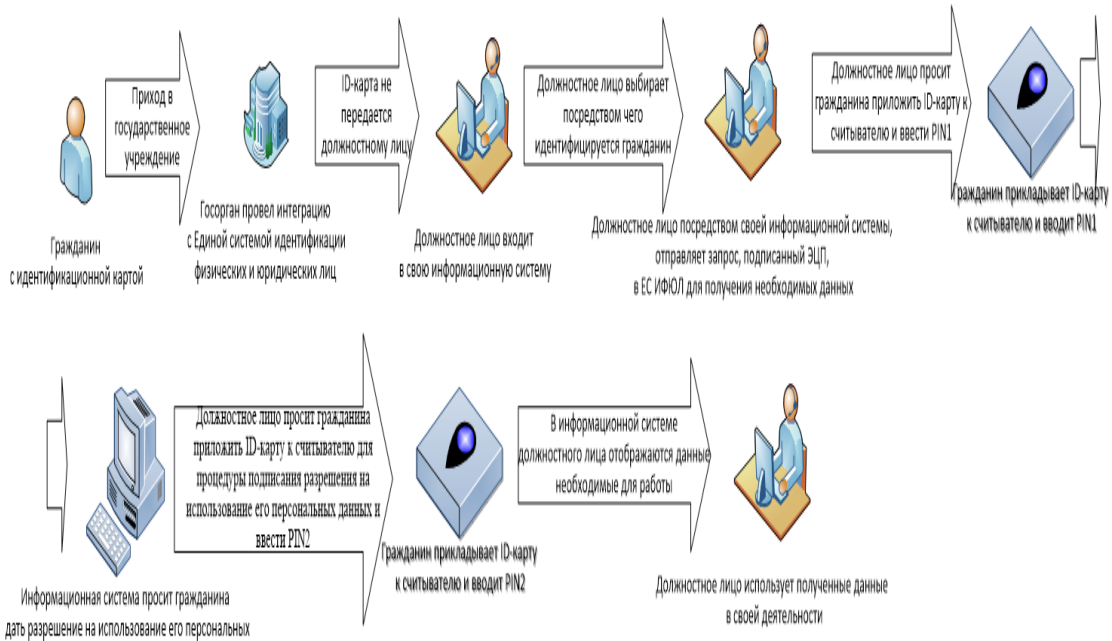 Приход в
государственное
учреждение
ID-карта не
передается
должностному лицу
Должностное лицо выбирает
посредством чего
идентифицируется гражданин
Должностное лицо просит
гражданина приложить ID-карту к
считывателю и ввести PIN1
Гражданин прикладывает ID-карту
к считывателю и вводит PIN1
Гражданин
с идентификационной картой
Госорган провел интеграцию
с Единой системой идентификации
физических и юридических лиц
Должностное лицо входит
в свою информационную систему
Должностное лицо посредством своей информационной системы,
отправляет запрос, подписанный ЭЦП,
в ЕС ИФЮЛ для получения необходимых данных
Должностное лицо просит гражданина
приложить ID-карту к считывателю для
процедуры подписания разрешения на
использование его персональных данных и
ввести PIN2
В информационной системе
должностного лица отображаются данные
необходимые для работы
Гражданин прикладывает ID-карту
к считывателю и вводит PIN2
Информационная система просит гражданина
дать разрешение на использование его персональных
Должностное лицо использует полученные данные
в своей деятельности